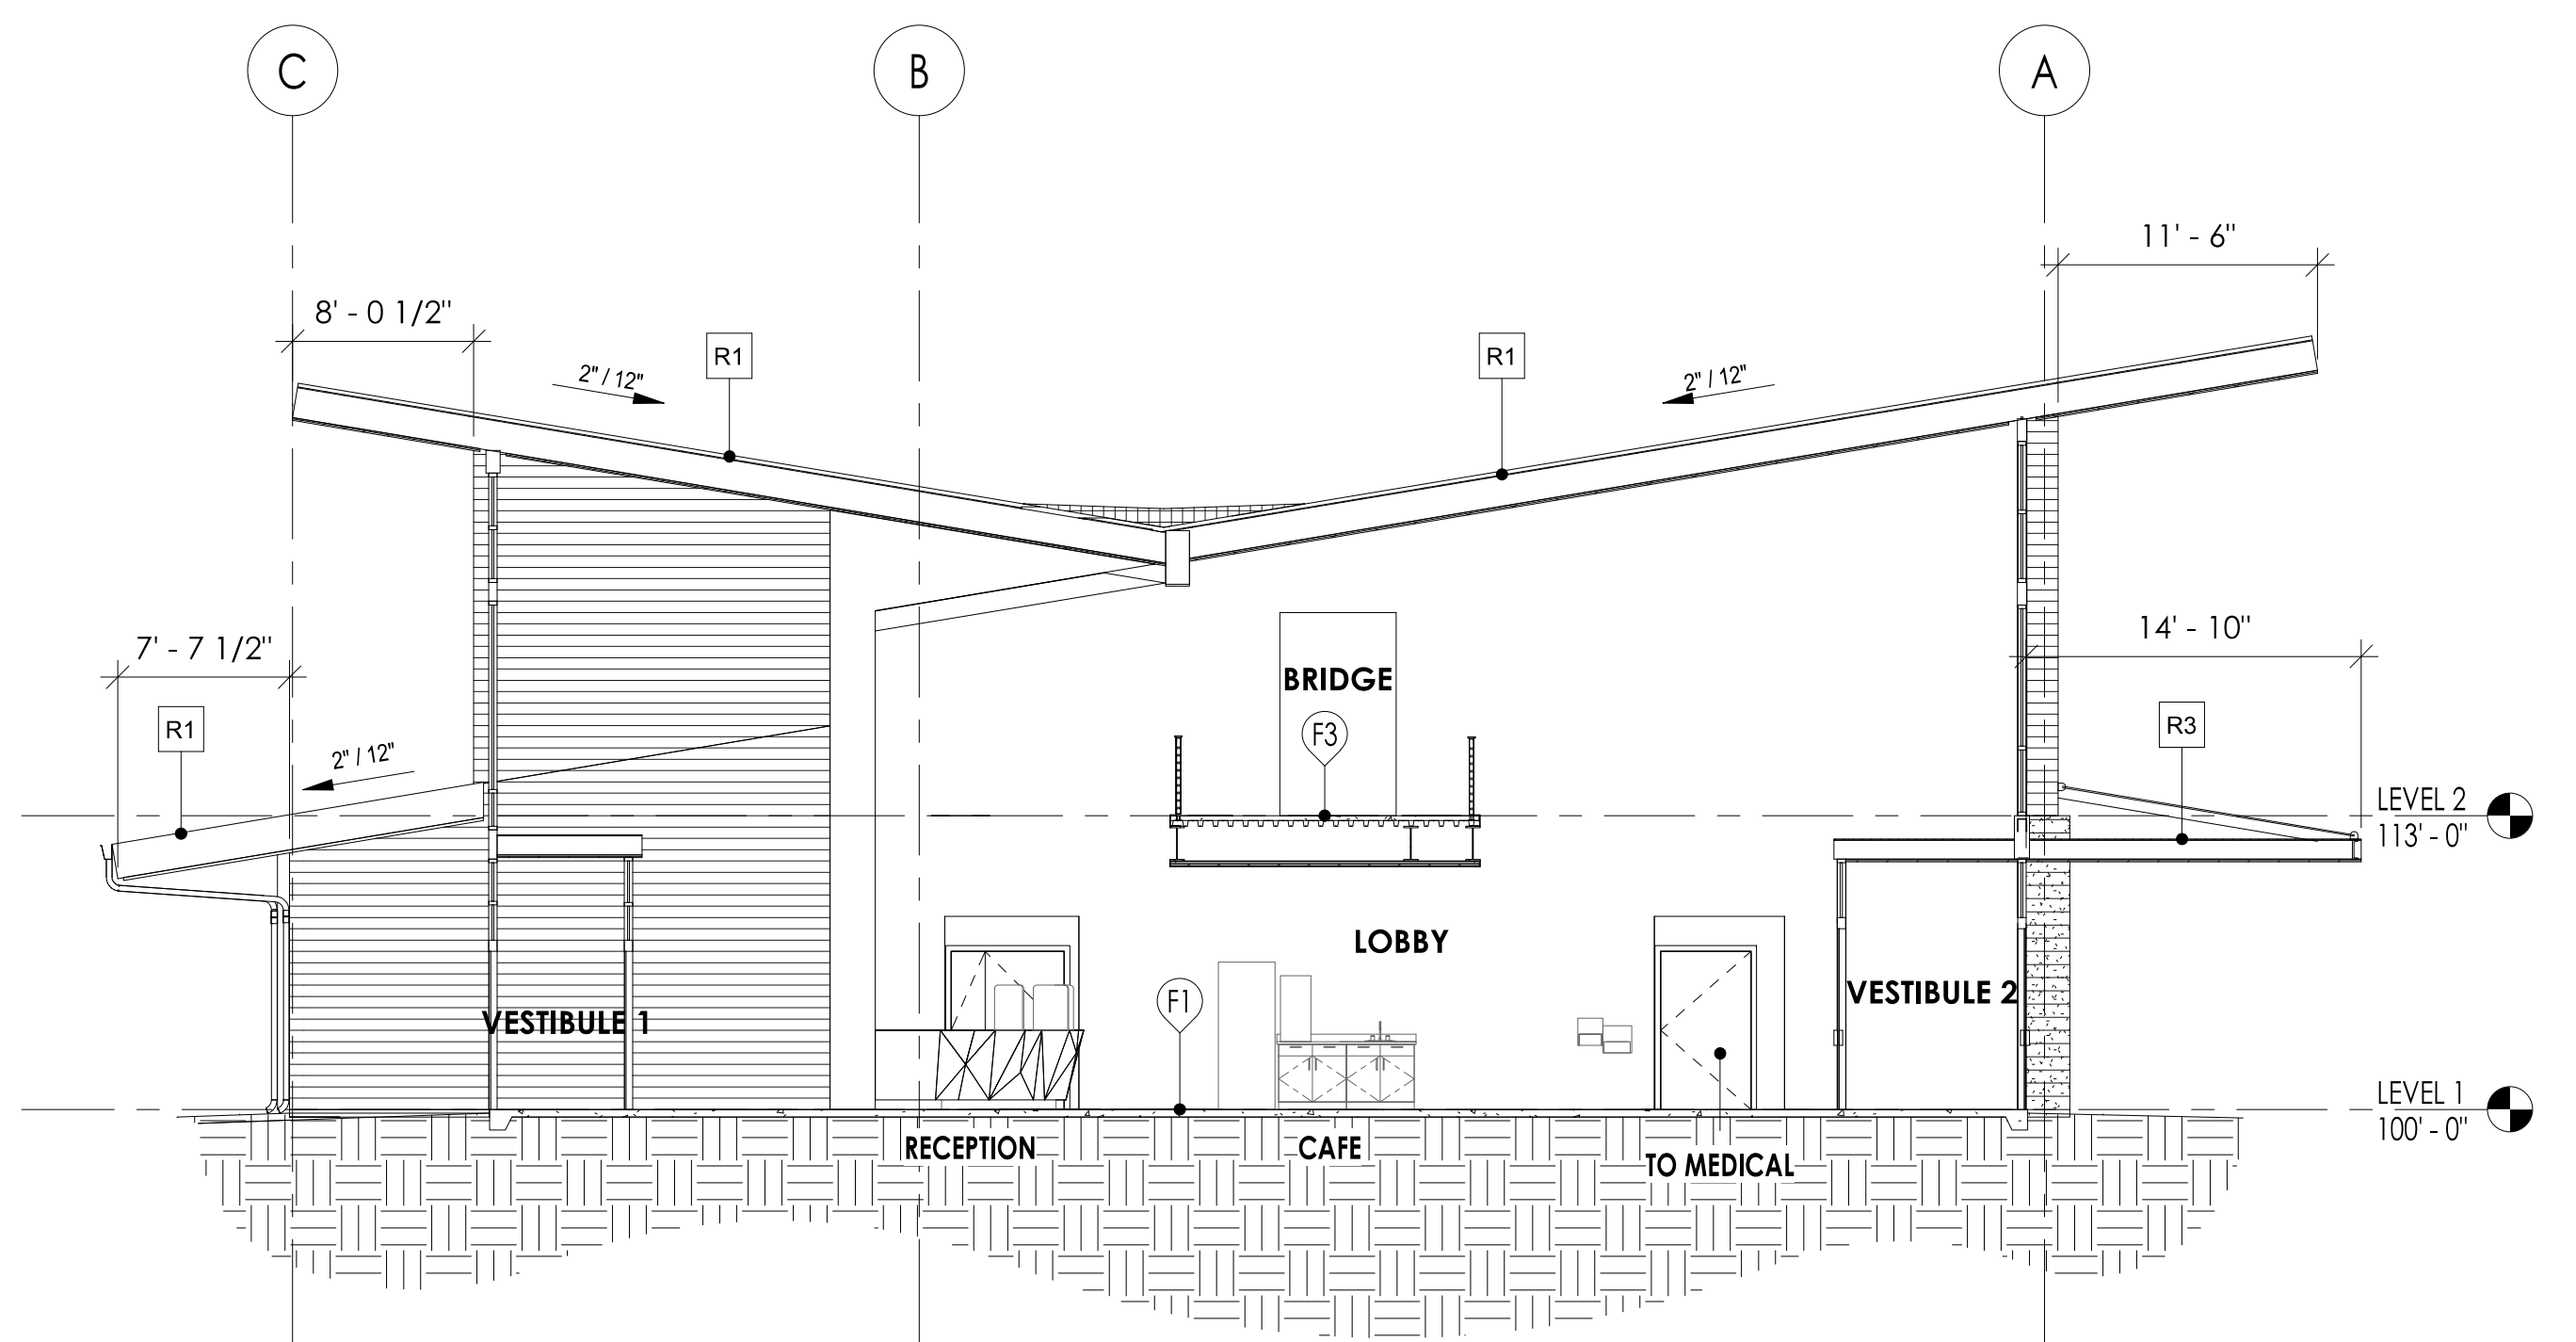 C
B
A
11' - 6"
8' - 0 1/2"
R1
R1
2" / 12"
2" / 12"
7' - 7 1/2"
14' - 10"
BRIDGE
R1
R3
F3
2" / 12"
LEVEL 2
113' - 0"
LOBBY
VESTIBULE 2
F1
VESTIBULE 1
LEVEL 1
100' - 0"
RECEPTION
CAFE
TO MEDICAL